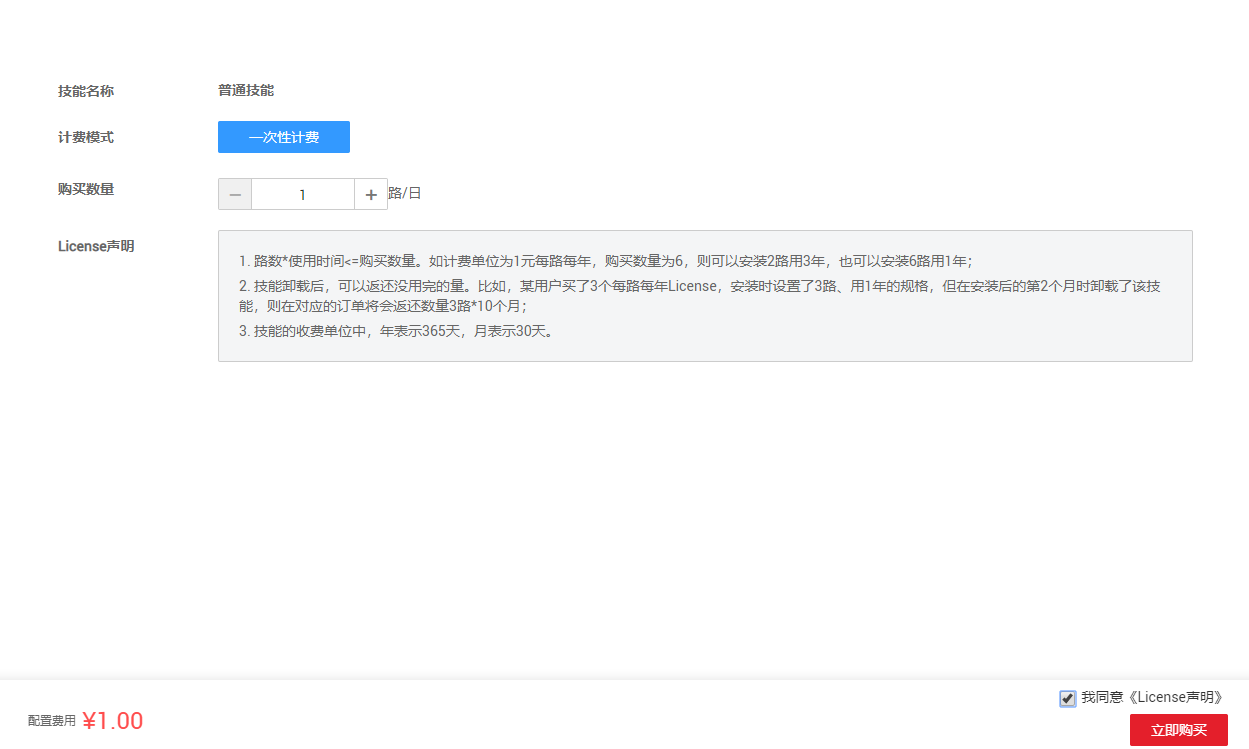 技能名称 普通技能
计费模式 一次性计费
购买数量 － 1 + 路/日
License声明
1. 路数*使用时间<=购买数量。如计费单位为1元每路每年，购买数量为6，则可以安装2路用3年，也可以安装6路用1年；
2. 技能卸载后，可以返还没用完的量。比如，某用户买了3个每路每年License，安装时设置了3路、用1年的规格，但在安装后的第2个月时卸载了该技
能，则在对应的订单将会返还数量3路*10个月；
3. 技能的收费单位中，年表示365天，月表示30天。
我同意《License声明》
配置费用 ¥1.00
立即购买